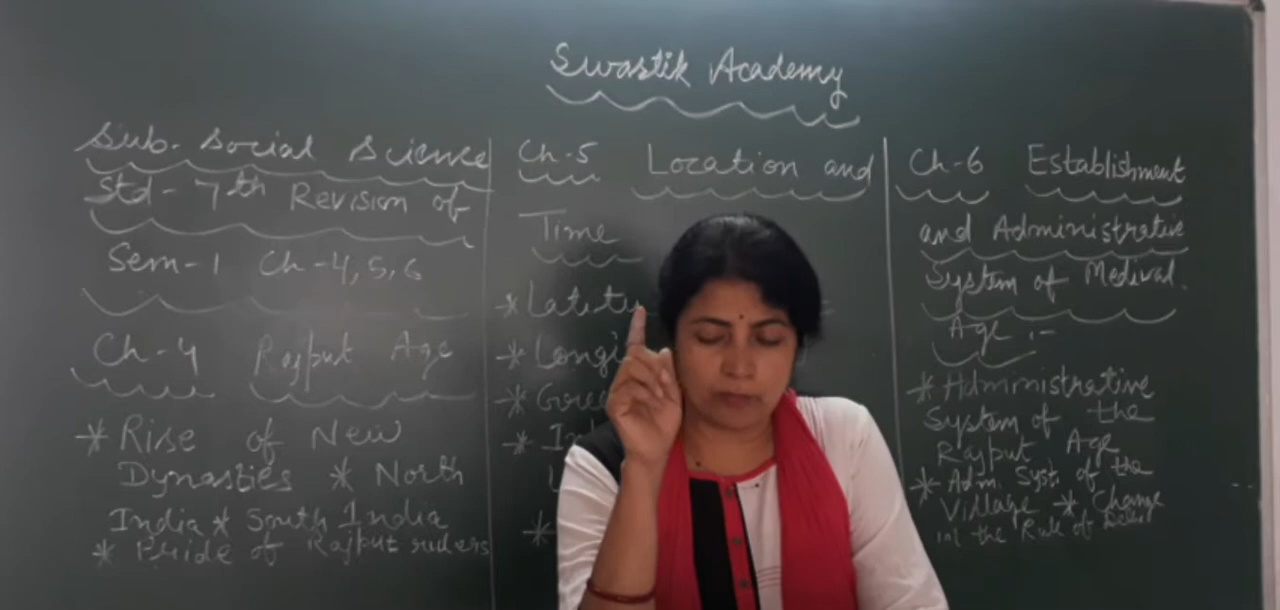 Swastik Academy
Sub- Social Science
Std - 7th Revision of
Sem-1 Ch-4,5,6
Ch-4 Rajput Age
* Rise of New
Dynasties * North
India * South India
* Pride of Rajput rulers
Ch-5 Location and
Time
* Latitu
* Longi
*
*
*
Ch-6 Establishment
and Administrative
System of Medival
Age :-
* Administrative
System of the
Rajput Age
* Adm. Syst. of the
Village * Change
in the Rule of Delhi